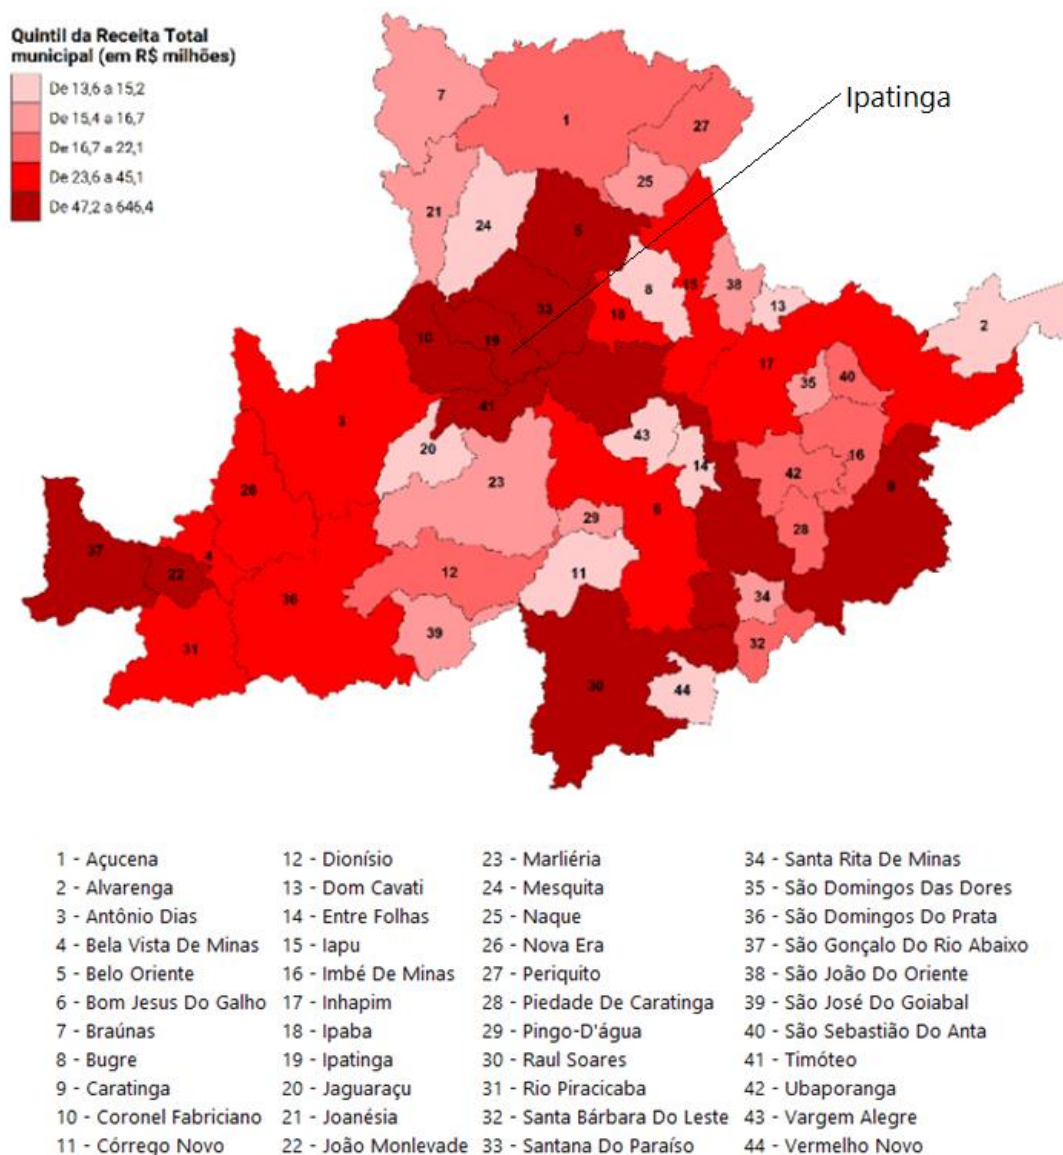 Quintil da Receita Total
municipal (em R$ milhões)
De 13,6 a 15,2
De 15,4 a 16,7
De 16,7 a 22,1
De 23,6 a 45,1
De 47,2 a 646,4
Ipatinga
7
1
27
25
21
24
5
8
15
38
13
2
33
18
10
19
17
35
40
41
3
43
20
14
16
23
42
9
26
6
29
28
37
4
22
12
11
36
34
39
32
31
30
44
1 - Açucena
2 - Alvarenga
3 - Antônio Dias
4 - Bela Vista De Minas
5 - Belo Oriente
6 - Bom Jesus Do Galho
7 - Braúnas
8 - Bugre
9 - Caratinga
10 - Coronel Fabriciano
11 - Córrego Novo
12 - Dionísio
13 - Dom Cavati
14 - Entre Folhas
15 - Iapu
16 - Imbé De Minas
17 - Inhapim
18 - Ipaba
19 - Ipatinga
20 - Jaguaraçu
21 - Joanésia
22 - João Monlevade
23 - Marliéria
24 - Mesquita
25 - Naque
26 - Nova Era
27 - Periquito
28 - Piedade De Caratinga
29 - Pingo-D'água
30 - Raul Soares
31 - Rio Piracicaba
32 - Santa Bárbara Do Leste
33 - Santana Do Paraíso
34 - Santa Rita De Minas
35 - São Domingos Das Dores
36 - São Domingos Do Prata
37 - São Gonçalo Do Rio Abaixo
38 - São João Do Oriente
39 - São José Do Goiabal
40 - São Sebastião Do Anta
41 - Timóteo
42 - Ubaporanga
43 - Vargem Alegre
44 - Vermelho Novo